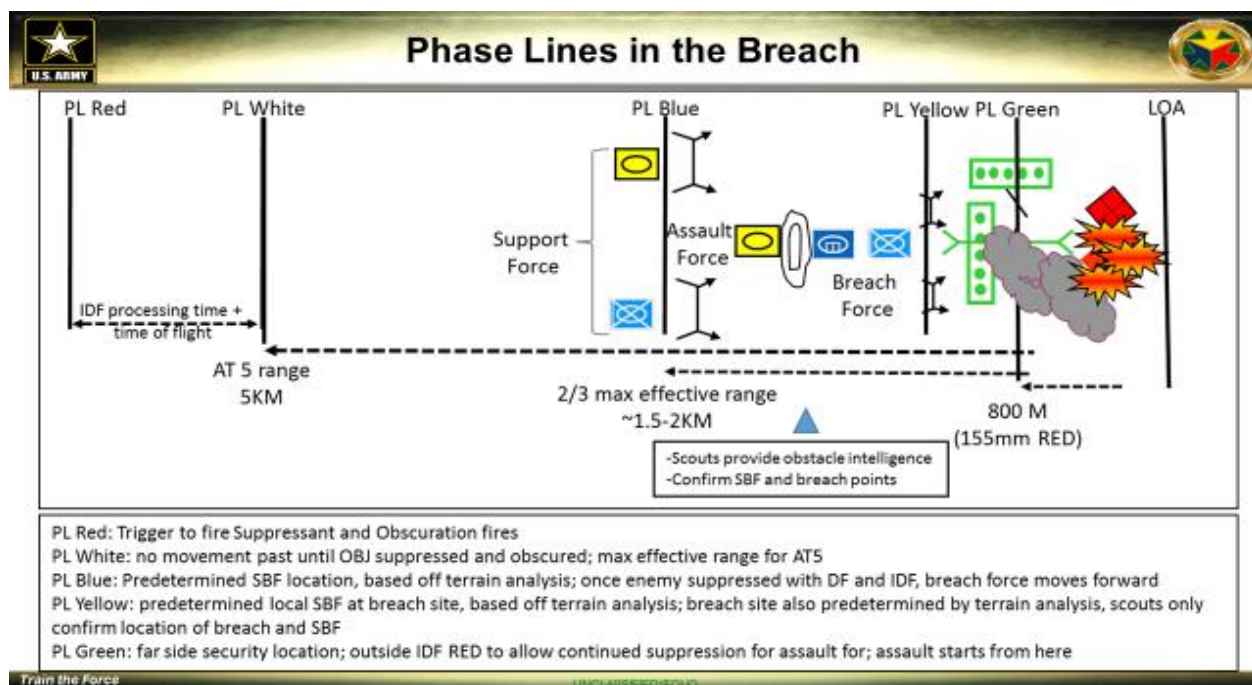 Phase Lines in the Breach
U.S. ARMY
PL Red
PL White
PL Blue
PL Yellow
PL Green
LOA
Support
Force
Assault
Force
Breach
Force
IDF processing time +
time of flight
AT 5 range
5KM
2/3 max effective range
~1.5-2KM
800 M
(155mm RED)
-Scouts provide obstacle intelligence
-Confirm SBF and breach points
PL Red: Trigger to fire Suppressant and Obscuration fires
PL White: no movement past until OBJ suppressed and obscured; max effective range for AT5
PL Blue: Predetermined SBF location, based off terrain analysis; once enemy suppressed with DF and IDF, breach force moves forward
PL Yellow: predetermined local SBF at breach site, based off terrain analysis; breach site also predetermined by terrain analysis, scouts only
confirm location of breach and SBF
PL Green: far side security location; outside IDF RED to allow continued suppression for assault for; assault starts from here
Train the Force
UNCLASSIFIED//FOUO